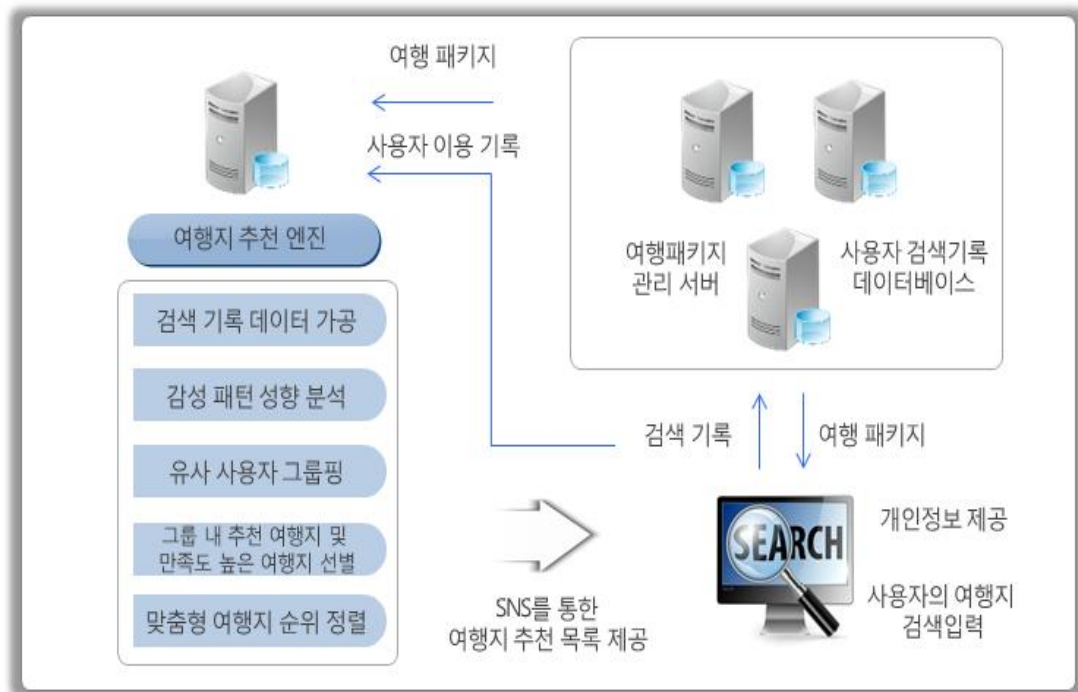 여행 패키지
사용자 이용 기록
여행지 추천 엔진
검색 기록 데이터 가공
감성 패턴 성향 분석
유사 사용자 그룹핑
그룹 내 추천 여행지 및
만족도 높은 여행지 선별
맞춤형 여행지 순위 정렬
여행패키지
관리 서버
사용자 검색기록
데이터베이스
검색 기록
여행 패키지
SNS를 통한
여행지 추천 목록 제공
SEARCH
개인정보 제공
사용자의 여행지
검색입력